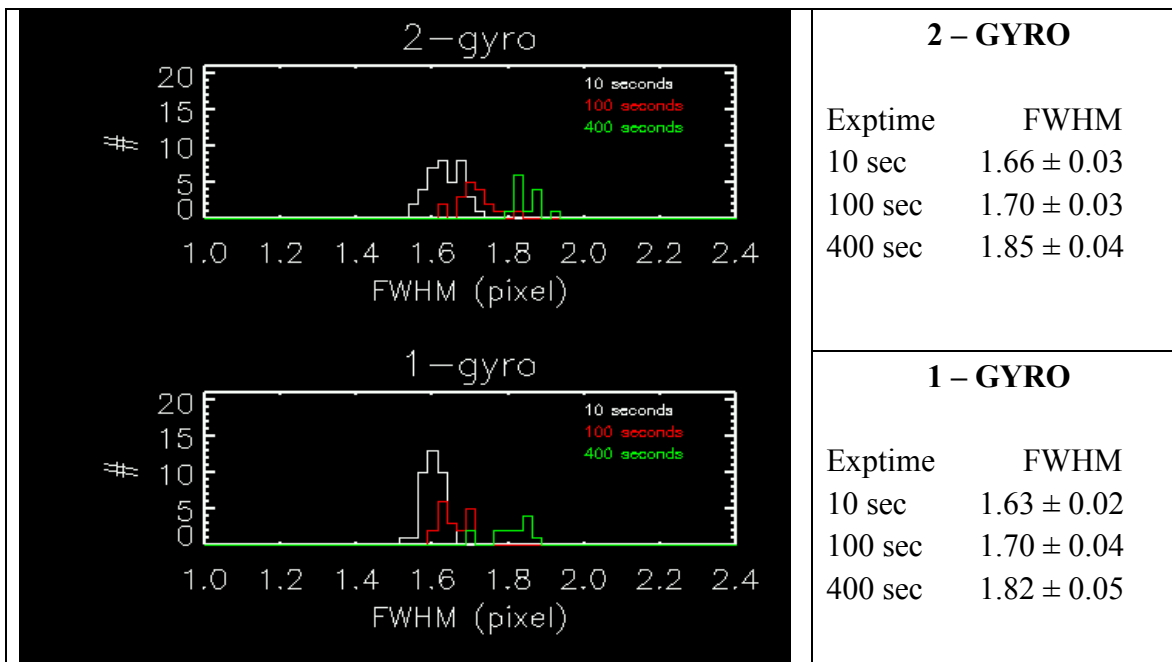 2−gyro
20
15
10
5
0
#
10 seconds
100 seconds
400 seconds
1.0 1.2 1.4 1.6 1.8 2.0 2.2 2.4
FWHM (pixel)
1−gyro
20
15
10
5
0
#
10 seconds
100 seconds
400 seconds
1.0 1.2 1.4 1.6 1.8 2.0 2.2 2.4
FWHM (pixel)
2 – GYRO
Exptime FWHM
10 sec 1.66 ± 0.03
100 sec 1.70 ± 0.03
400 sec 1.85 ± 0.04
1 – GYRO
Exptime FWHM
10 sec 1.63 ± 0.02
100 sec 1.70 ± 0.04
400 sec 1.82 ± 0.05